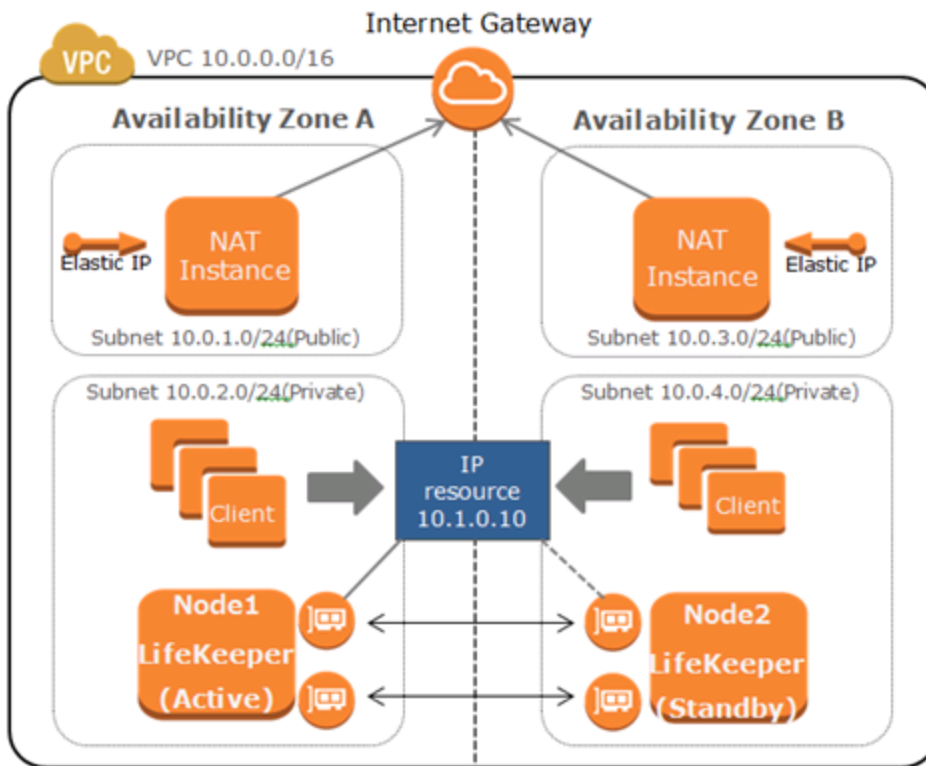 Internet Gateway
VPC
VPC 10.0.0.0/16
Availability Zone A
Availability Zone B
NAT
Instance
Elastic IP
Subnet 10.0.1.0/24(Public)
NAT
Instance
Elastic IP
Subnet 10.0.3.0/24(Public)
Subnet 10.0.2.0/24(Private)
Subnet 10.0.4.0/24(Private)
Client
IP
resource
10.1.0.10
Client
Node1
LifeKeeper
(Active)
Node2
LifeKeeper
(Standby)